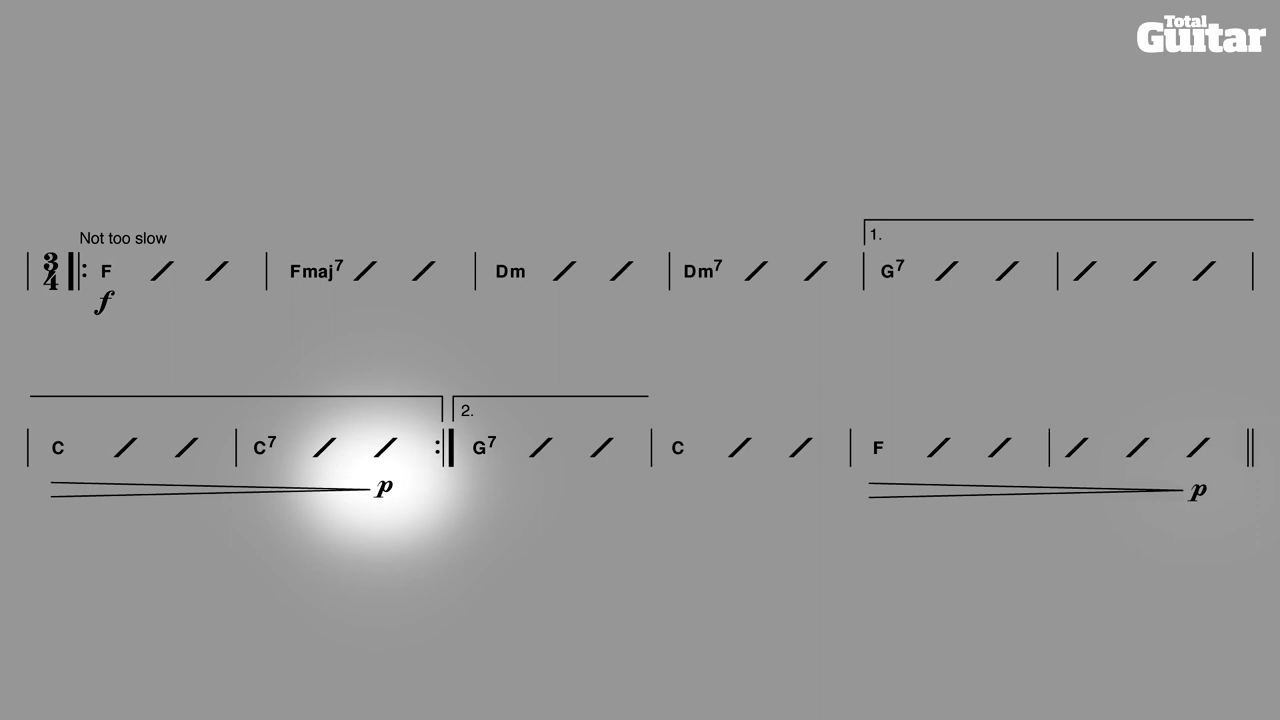 Total
Guitar
Not too slow
1.
3
4
F Fmaj7 Dm Dm7 G7
f
2.
C C7 G7 C F
p p